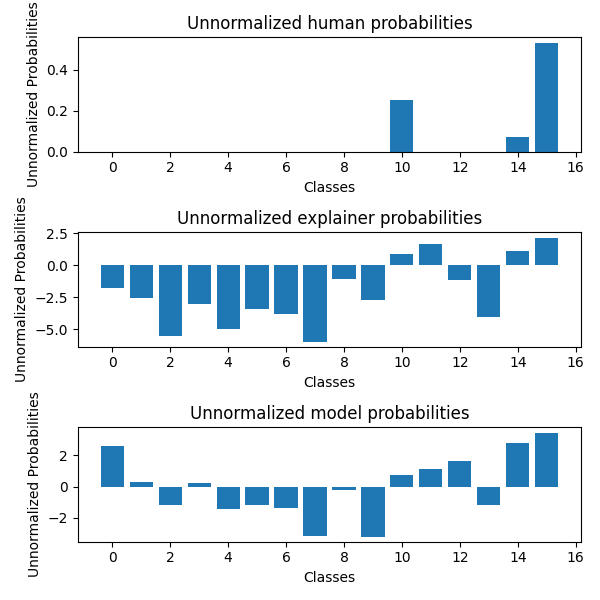 Unnormalized human probabilities
Unnormalized Probabilities
0.4
0.2
0.0
0 2 4 6 8 10 12 14 16
Classes
Unnormalized explainer probabilities
Unnormalized Probabilities
2.5
0.0
−2.5
−5.0
0 2 4 6 8 10 12 14 16
Classes
Unnormalized model probabilities
Unnormalized Probabilities
2
0
−2
0 2 4 6 8 10 12 14 16
Classes